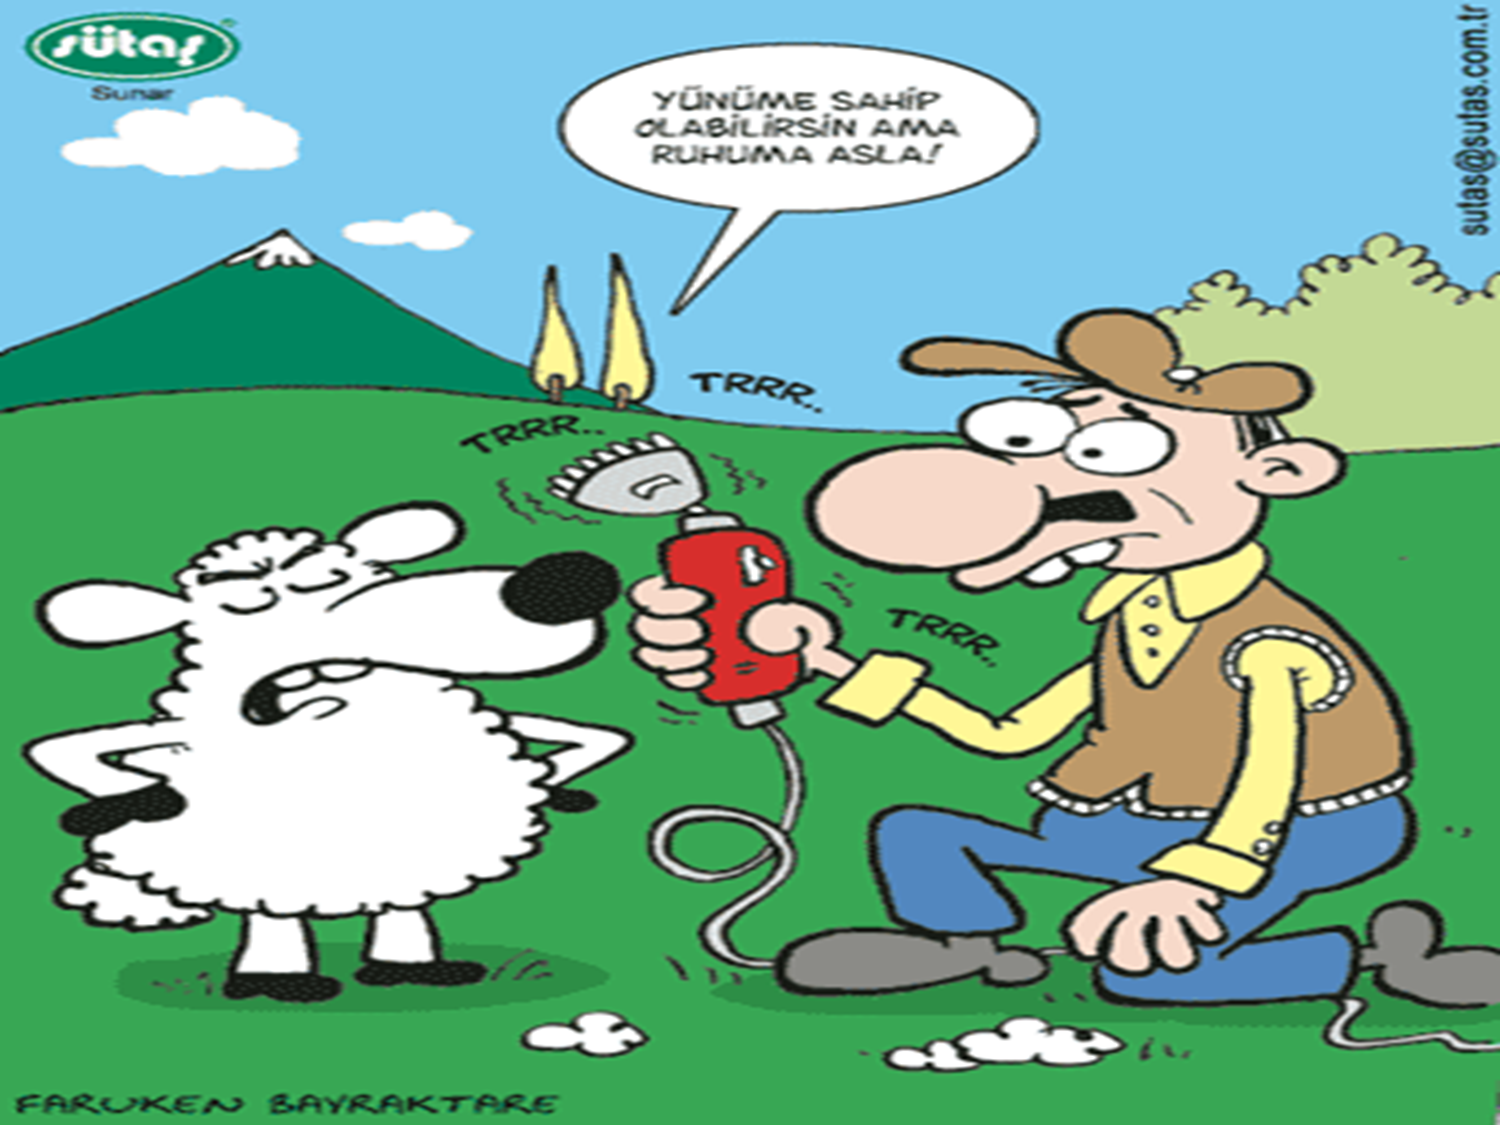 sütaş
Sunar
sutas@sutas.com.tr
YÜNÜME SAHİP
OLABİLİRSİN AMA
RUHUMA ASLA!
TRRR..
TRRR..
TRRR..
FARUKEN BAYRAKTARE